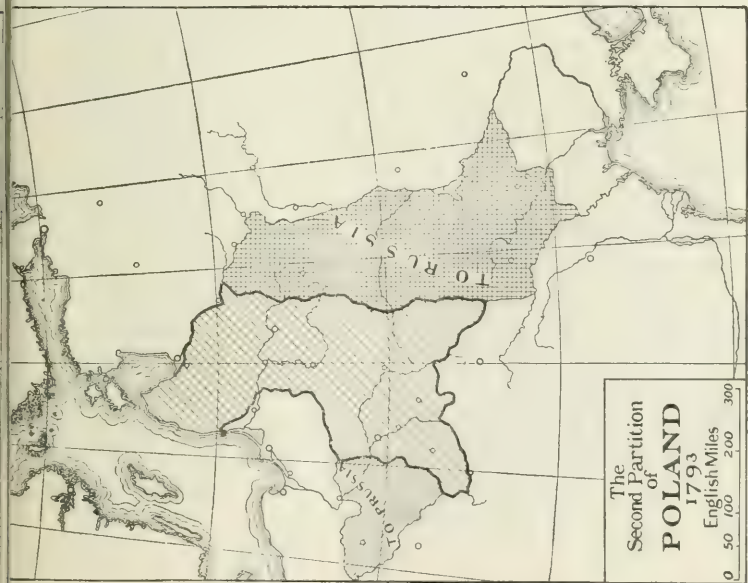 The
Second Partition
of
POLAND
1793
English Miles
0 50 100 200 300
TO RUSSIA
TO PRUSSIA